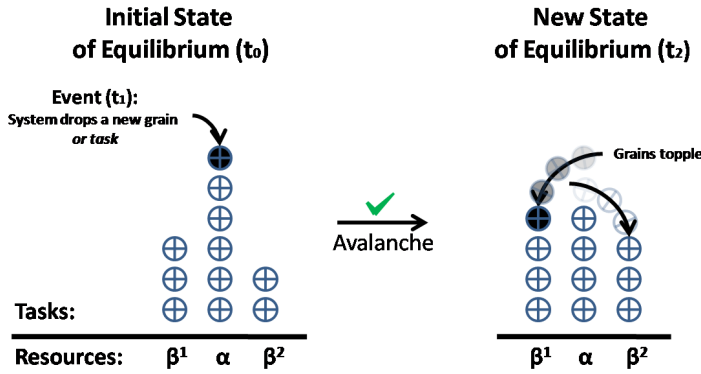 Initial State
of Equilibrium (t₀)
Event (t₁):
System drops a new grain
or task
Tasks:
Resources: β¹ α β²
Avalanche
New State
of Equilibrium (t₂)
Grains topple
β¹ α β²